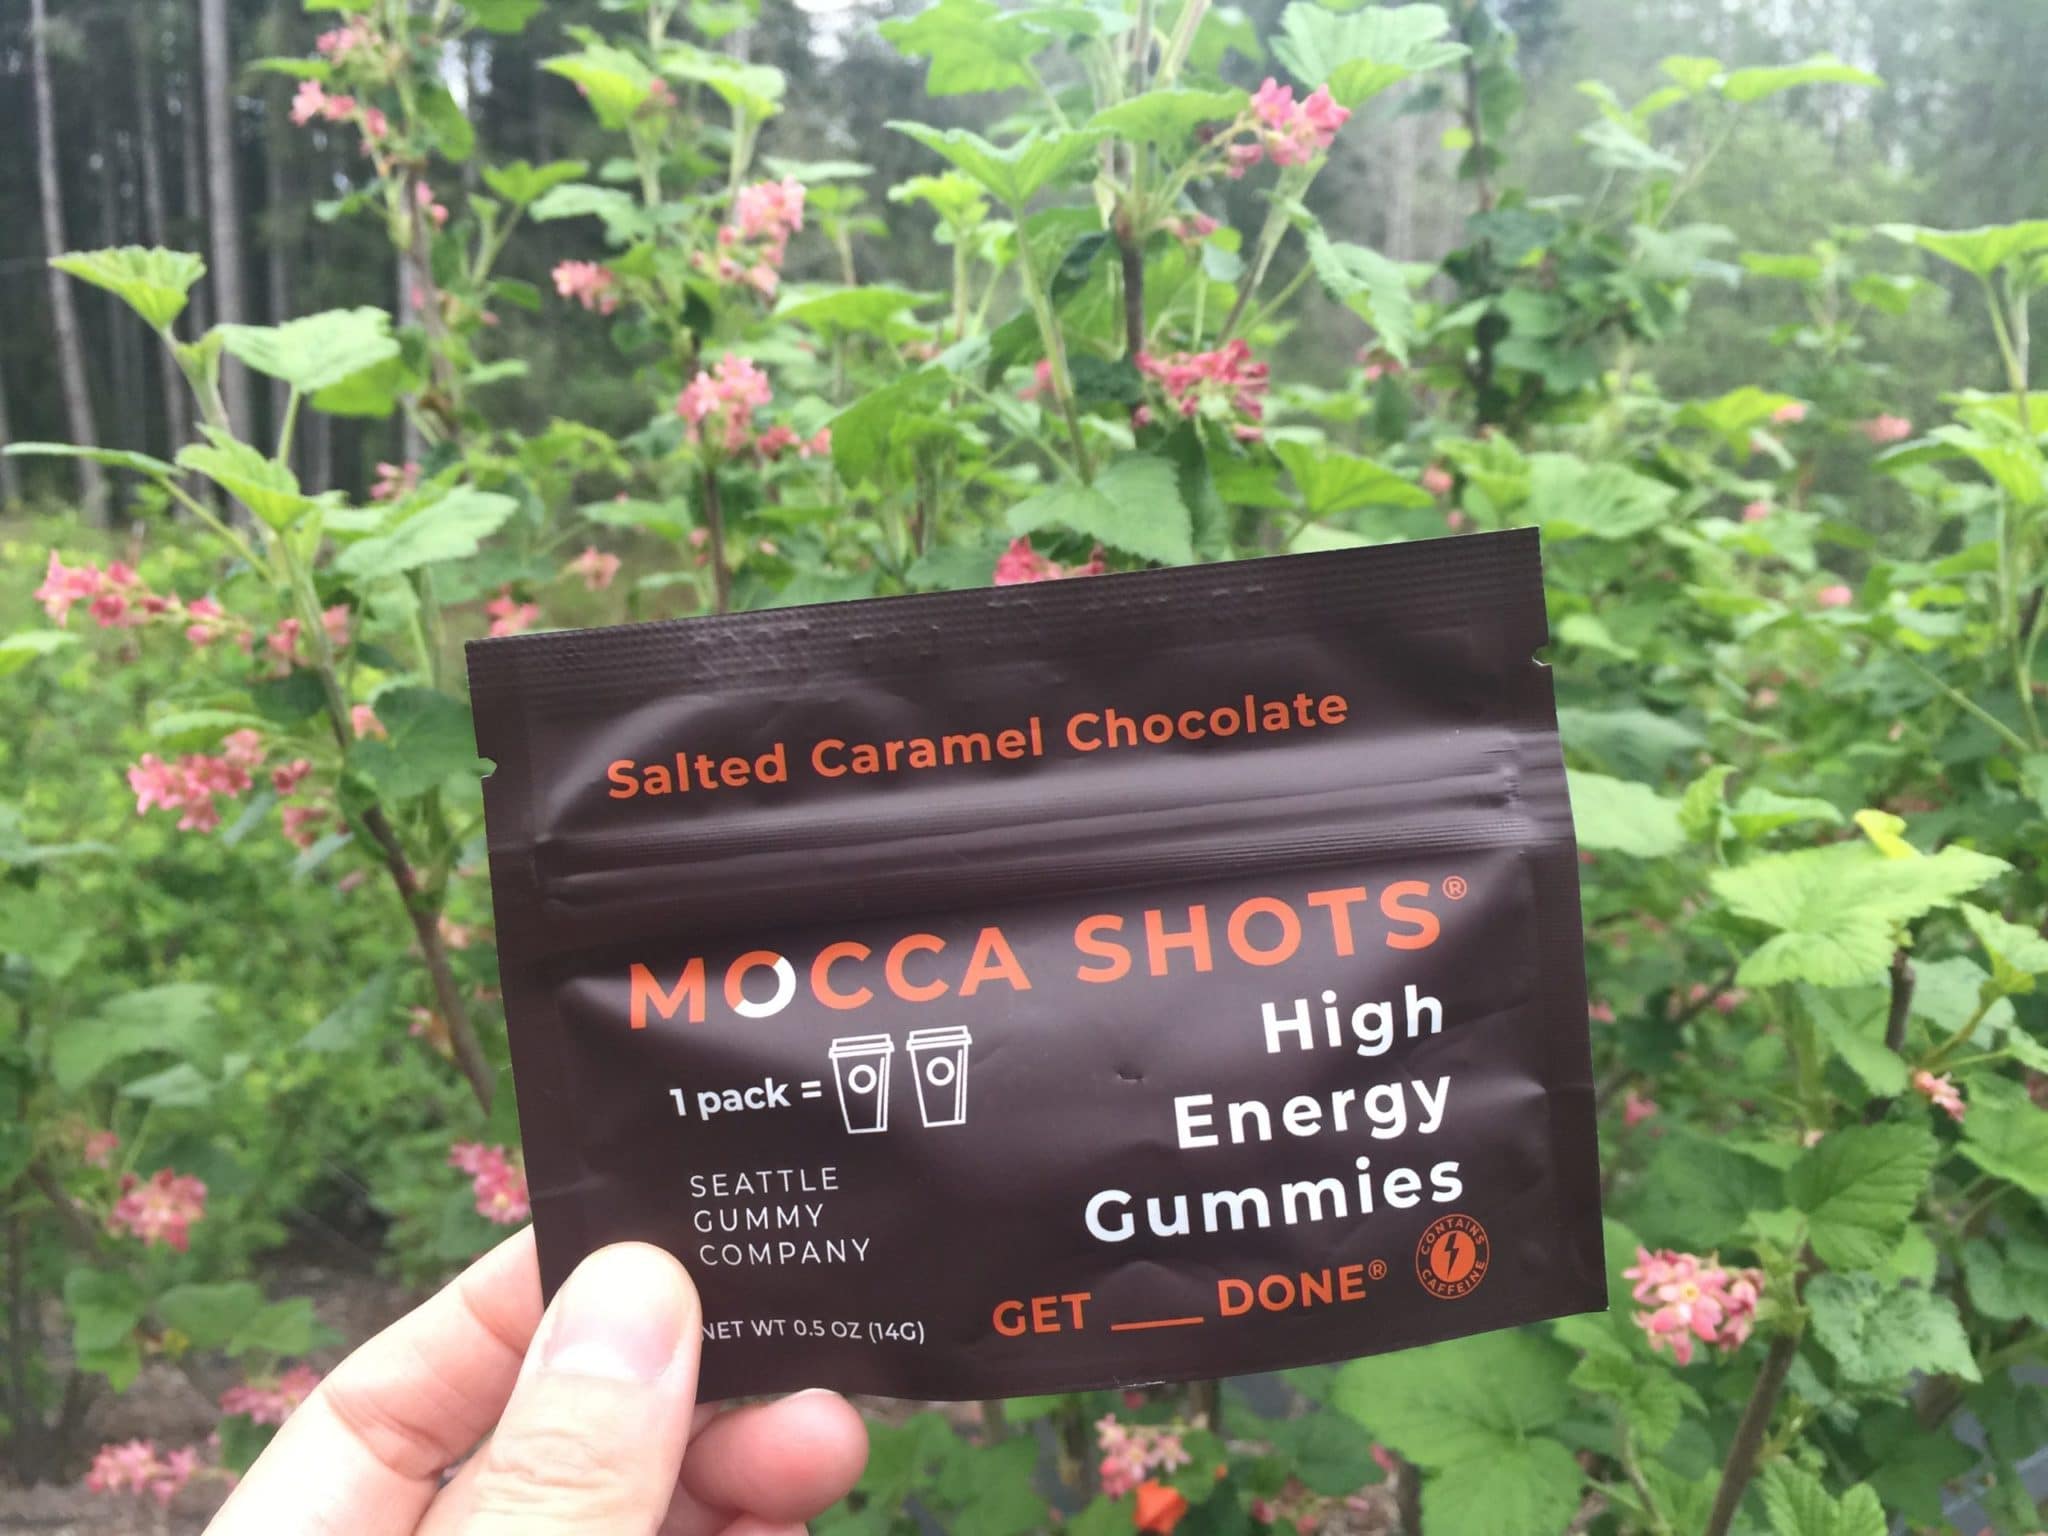 Salted Caramel Chocolate
MOCCA SHOTS®
High
Energy
Gummies
1 pack =
SEATTLE
GUMMY
COMPANY
NET WT 0.5 OZ (14G)
GET ___ DONE®
CONTAINS
CAFFEINE